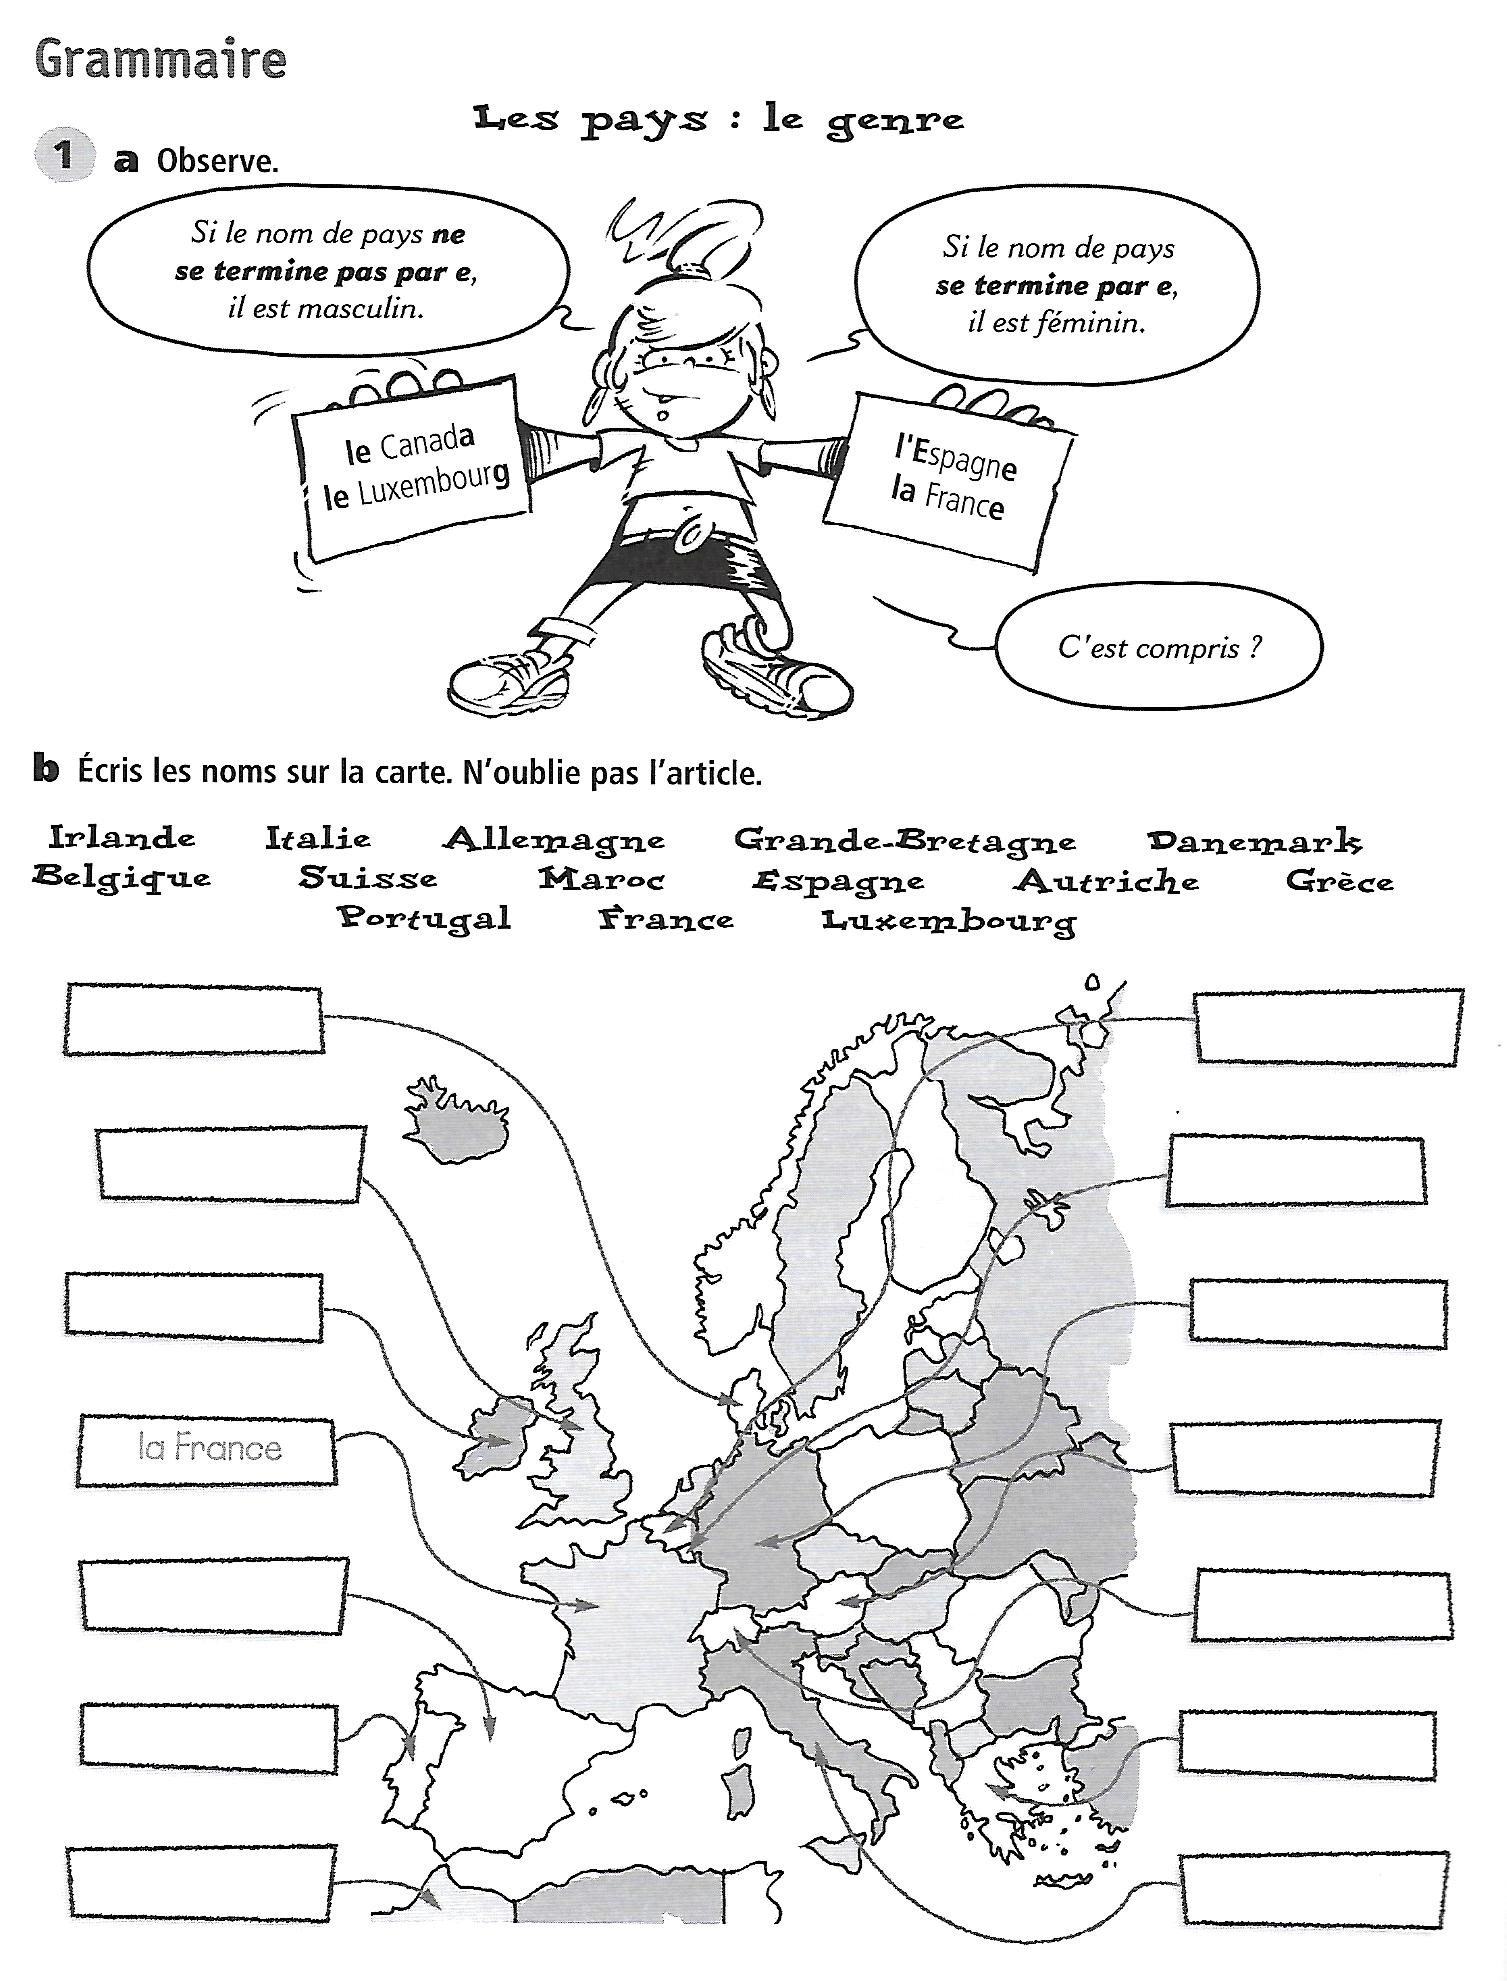 Grammaire
Les pays : le genre
1 a Observe.
Si le nom de pays ne
se termine pas par e,
il est masculin.
Si le nom de pays
se termine par e,
il est féminin.
le Canada
le Luxembourg
l'Espagne
la France
C'est compris ?
b Écris les noms sur la carte. N'oublie pas l'article.
Irlande Italie Allemagne Grande-Bretagne Danemark
Belgique Suisse Maroc Espagne Autriche Grèce
Portugal France Luxembourg
la France